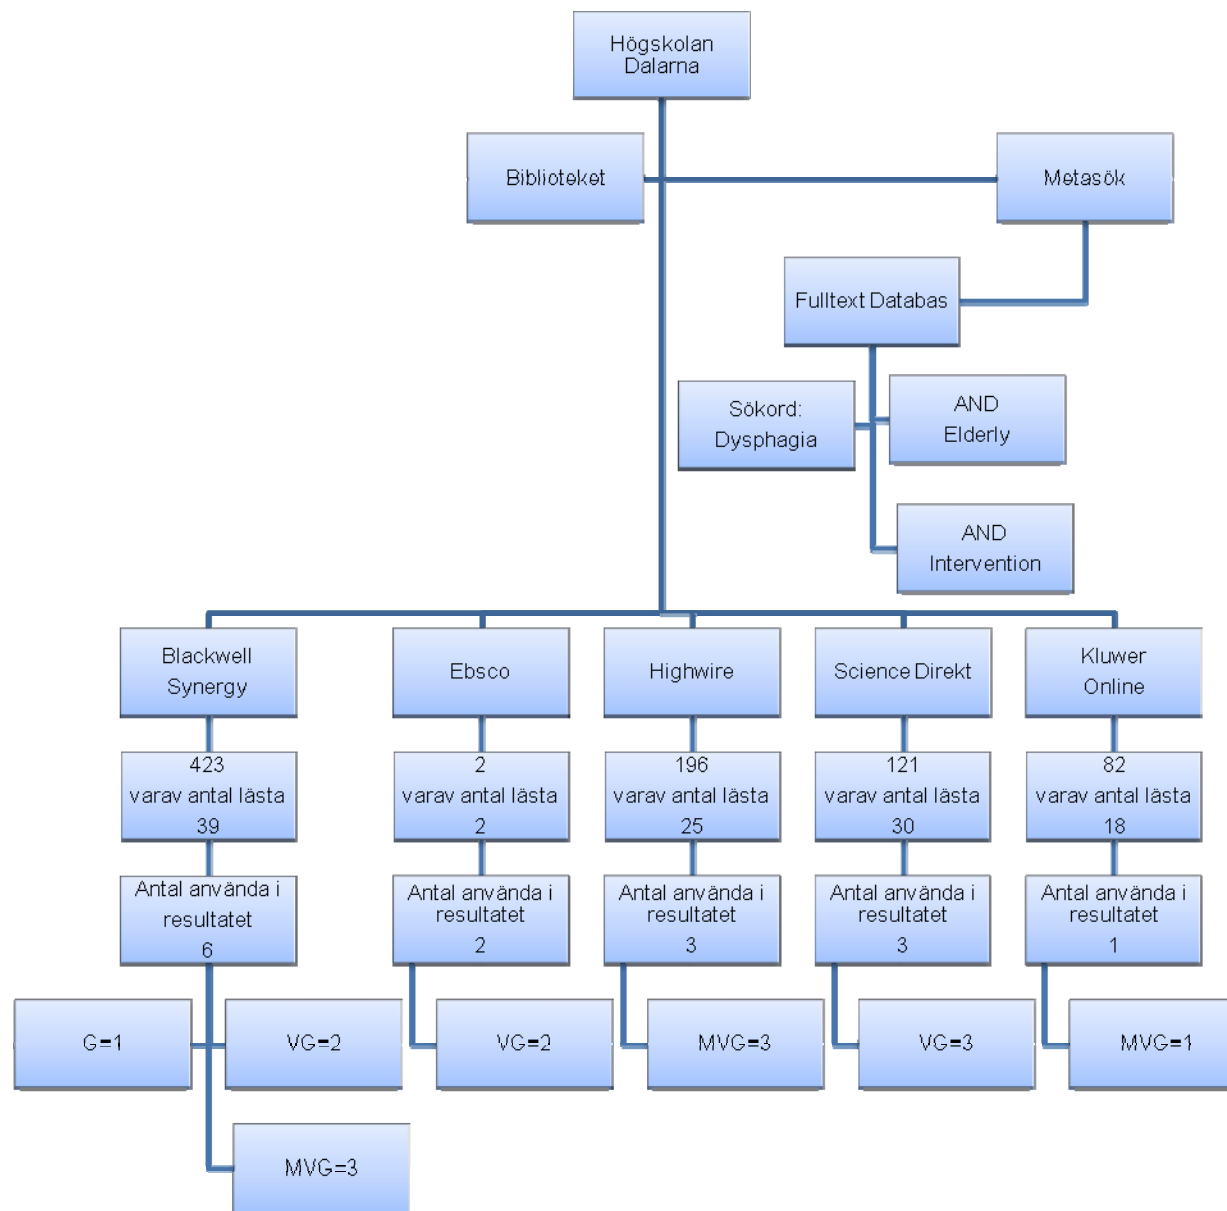 Högskolan
Dalarna
Biblioteket
Metasök
Fulltext Databas
Sökord:
Dysphagia
AND
Elderly
AND
Intervention
Blackwell
Synergy
Ebsco
Highwire
Science Direkt
Kluwer
Online
423
varav antal lästa
39
2
varav antal lästa
2
196
varav antal lästa
25
121
varav antal lästa
30
82
varav antal lästa
18
Antal använda i
resultatet
6
Antal använda i
resultatet
2
Antal använda i
resultatet
3
Antal använda i
resultatet
3
Antal använda i
resultatet
1
G=1
VG=2
VG=2
MVG=3
VG=3
MVG=1
MVG=3